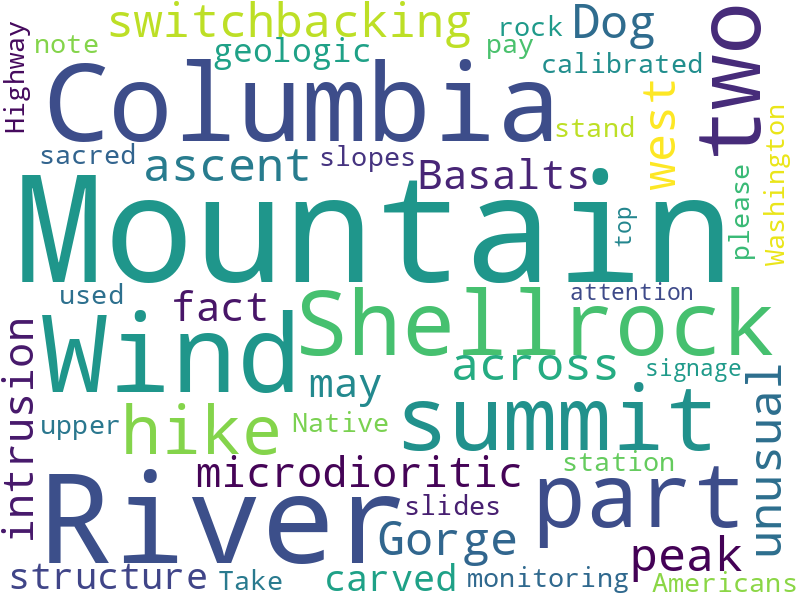 switchbacking
rock
Dog
two
Highway
note
geologic
pay
calibrated
Columbia
west
stand
Washington
sacred
ascent
slopes
Basalts
please
Mountain
top
used
fact
attention
Wind
Shellrock
across
signage
intrusion
may
unusual
upper
hike
Native
summit
microdioritic
station
River
slides
part
Gorge
peak
structure
Take
carved
monitoring
Americans